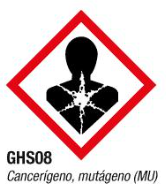 GHS08
Cancerígeno, mutágeno (MU)